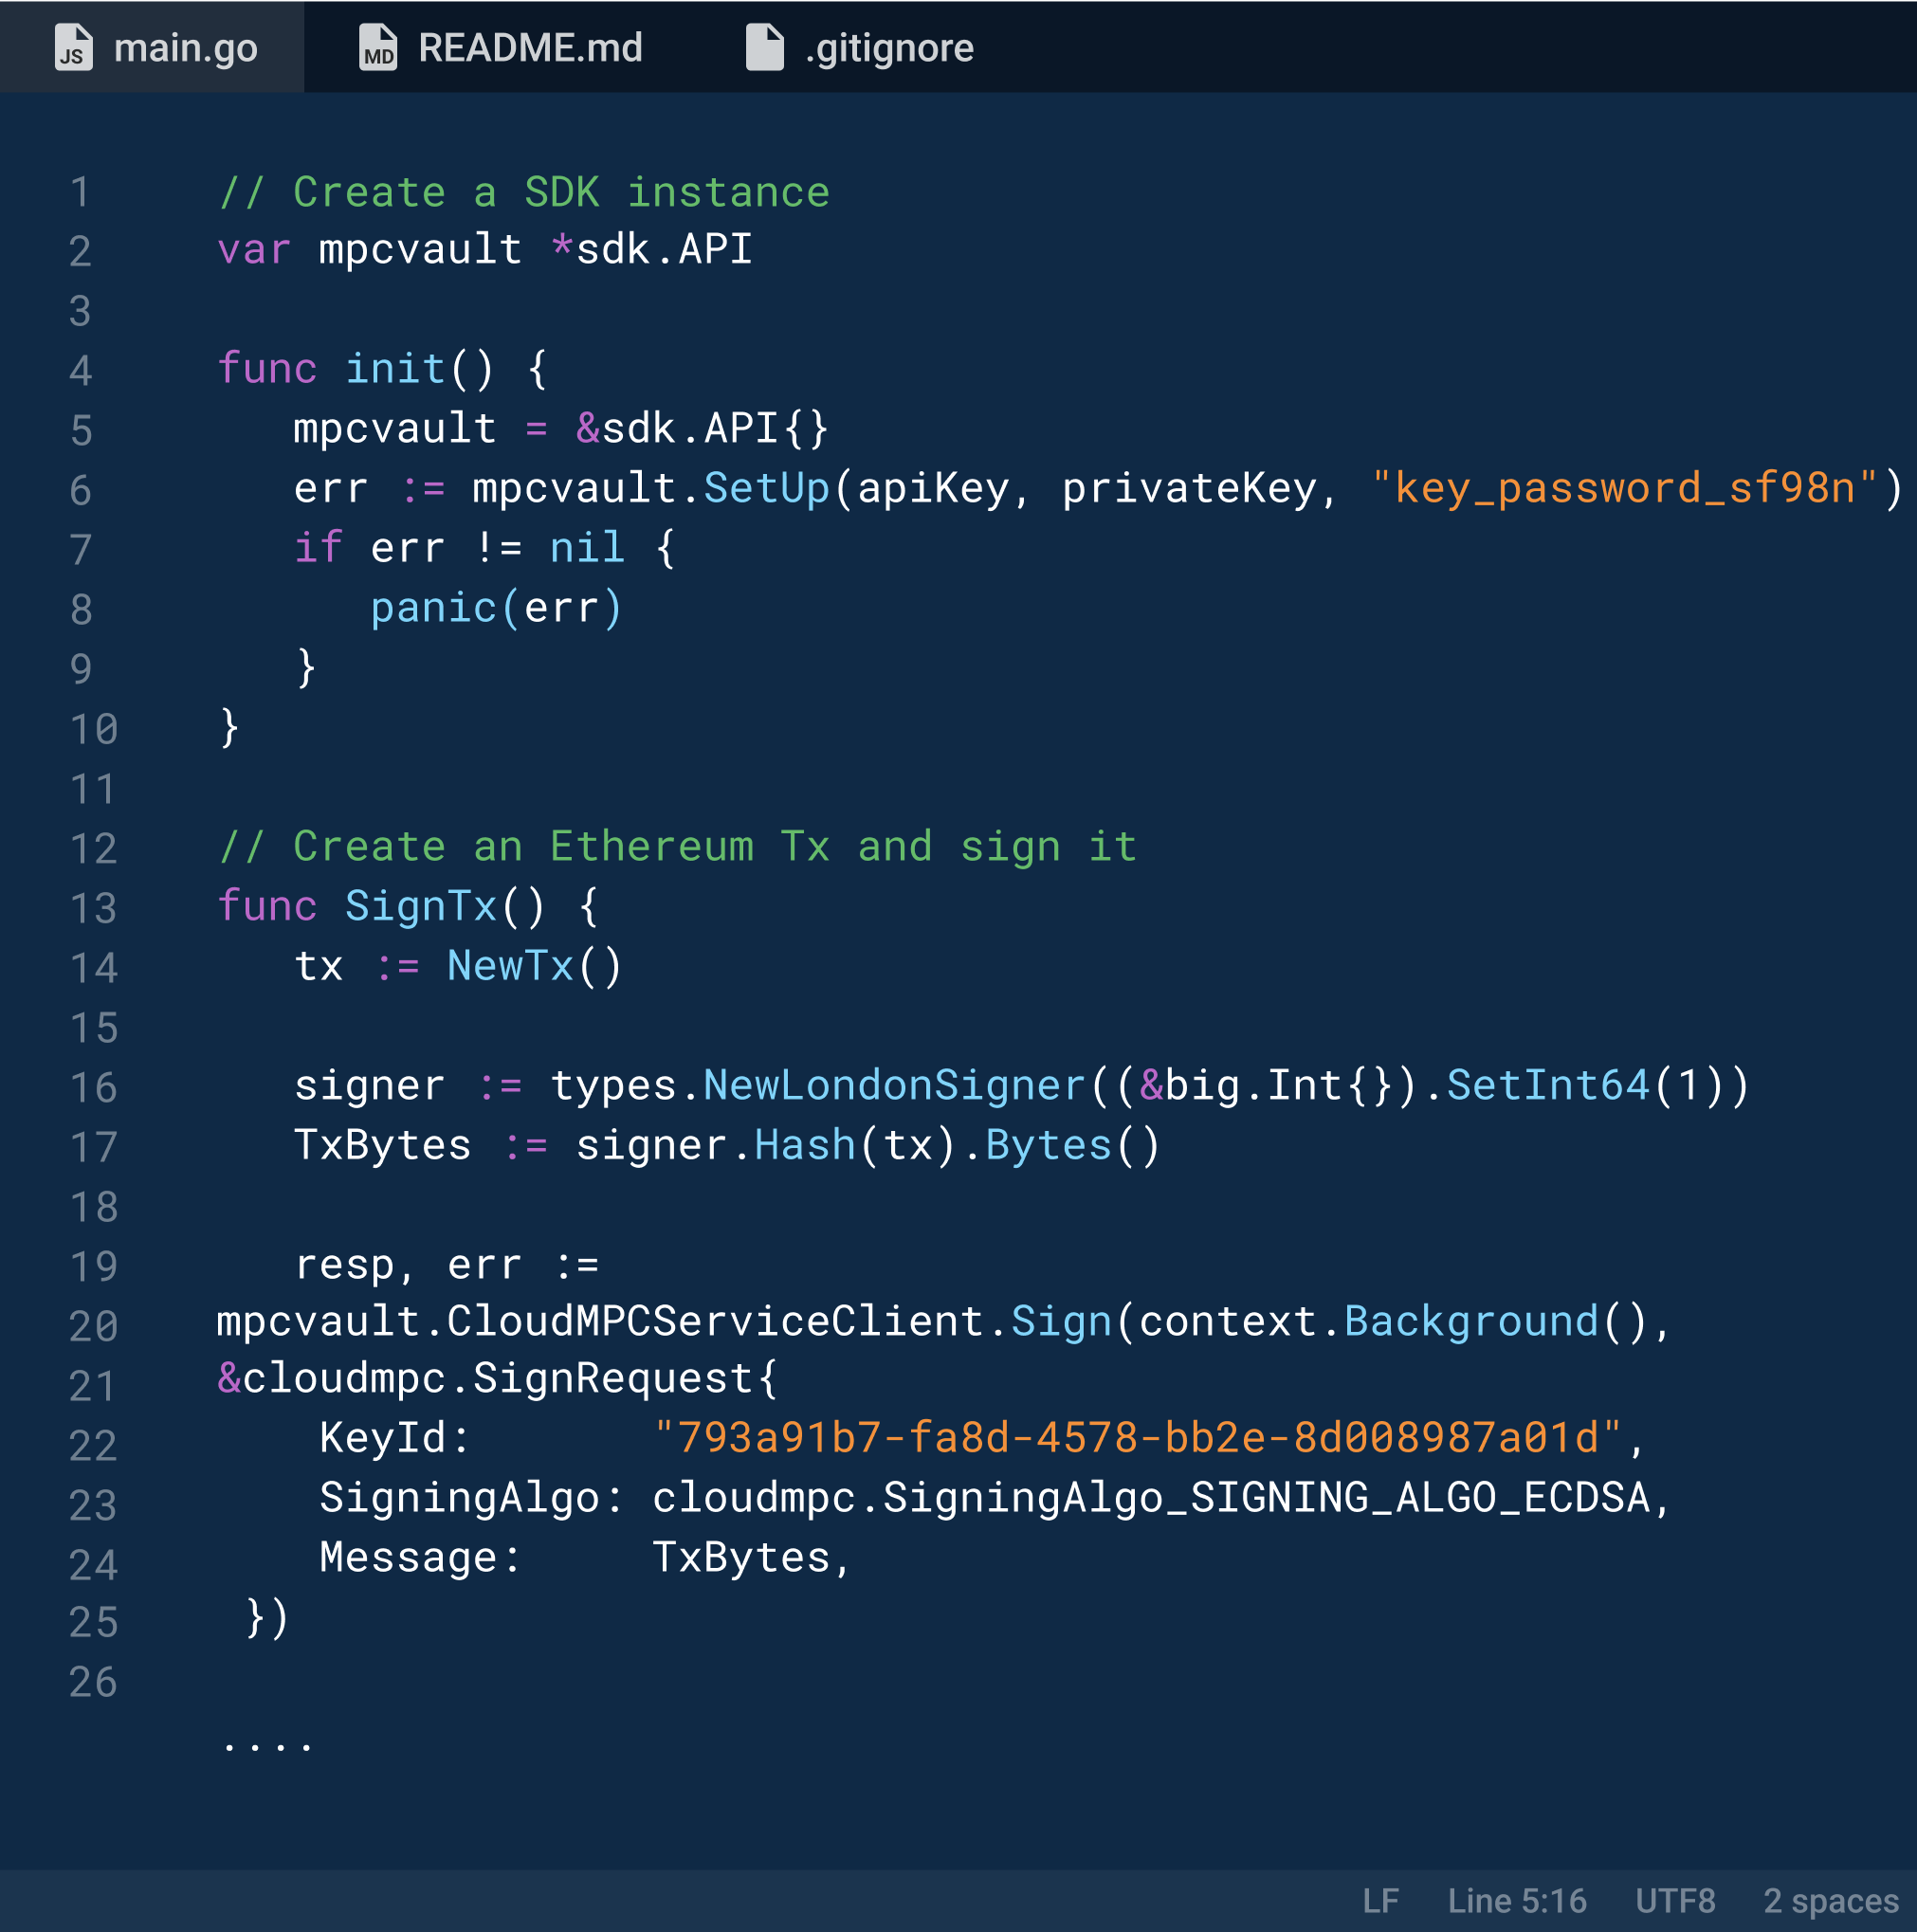 JS main.go MD README.md .gitignore
1 // Create a SDK instance
2 var mpcvault *sdk.API
3
4 func init() {
5 mpcvault = &sdk.API{}
6 err := mpcvault.SetUp(apiKey, privateKey, "key_password_sf98n")
7 if err != nil {
8 panic(err)
9 }
10 }
11
12 // Create an Ethereum Tx and sign it
13 func SignTx() {
14 tx := NewTx()
15
16 signer := types.NewLondonSigner((&big.Int{}).SetInt64(1))
17 TxBytes := signer.Hash(tx).Bytes()
18
19 resp, err :=
20 mpcvault.CloudMPCServiceClient.Sign(context.Background(),
21 &cloudmpc.SignRequest{
22 KeyId: "793a91b7-fa8d-4578-bb2e-8d008987a01d",
23 SigningAlgo: cloudmpc.SigningAlgo_SIGNING_ALGO_ECDSA,
24 Message: TxBytes,
25 })
26
....
LF Line 5:16 UTF8 2 spaces